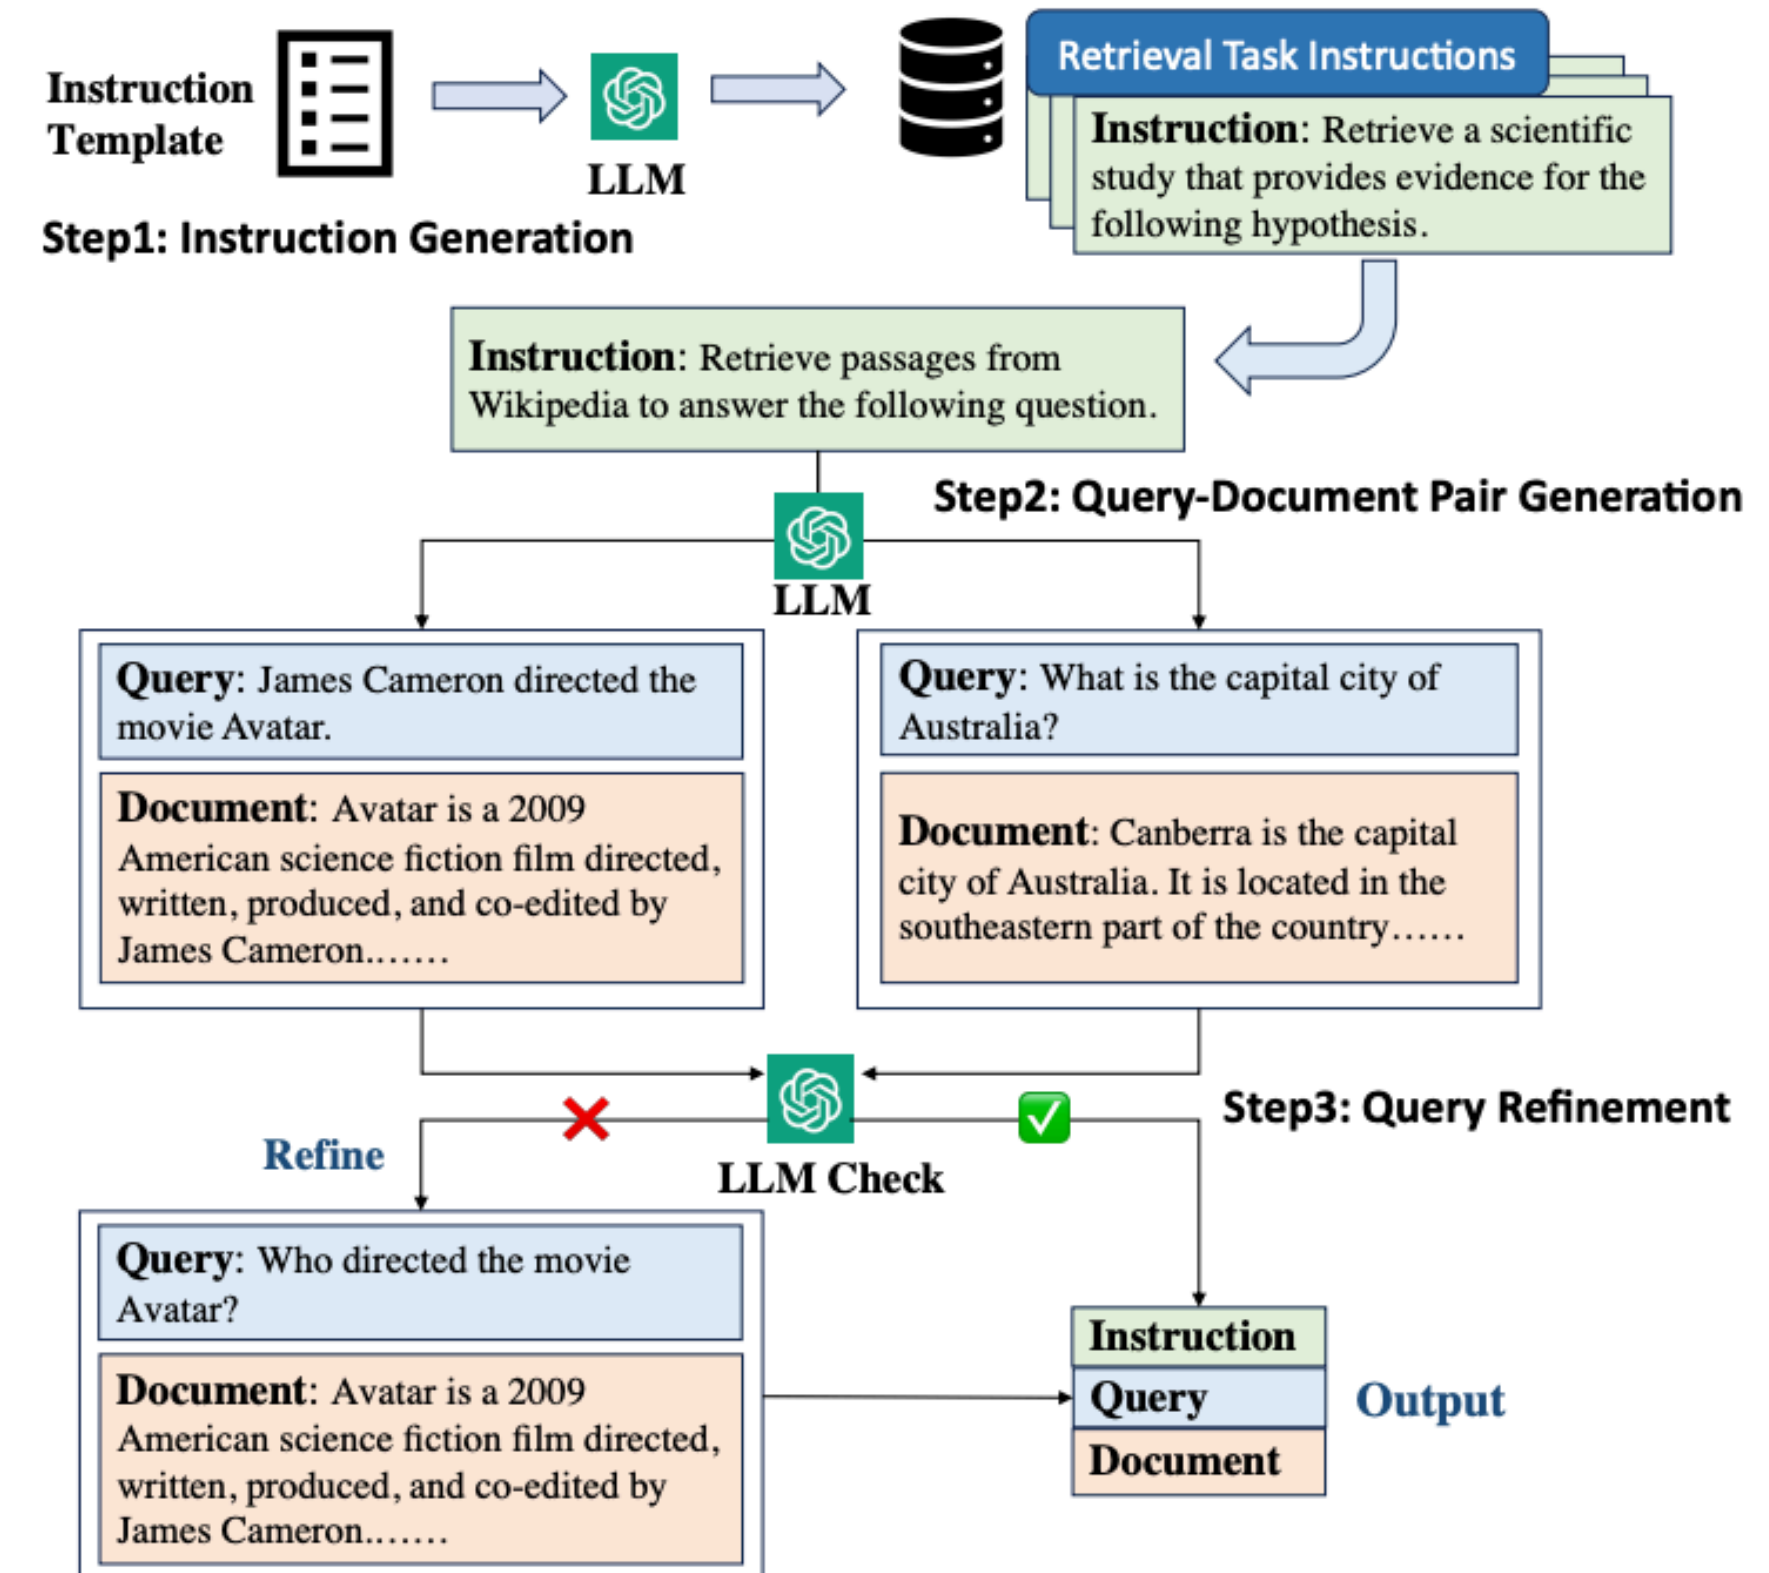 Instruction
Template
LLM
Retrieval Task Instructions
Instruction: Retrieve a scientific
study that provides evidence for the
following hypothesis.
Step1: Instruction Generation
Instruction: Retrieve passages from
Wikipedia to answer the following question.
Step2: Query-Document Pair Generation
LLM
Query: James Cameron directed the
movie Avatar.
Document: Avatar is a 2009
American science fiction film directed,
written, produced, and co-edited by
James Cameron.......
Query: What is the capital city of
Australia?
Document: Canberra is the capital
city of Australia. It is located in the
southeastern part of the country......
Step3: Query Refinement
Refine
LLM Check
Query: Who directed the movie
Avatar?
Document: Avatar is a 2009
American science fiction film directed,
written, produced, and co-edited by
James Cameron.......
Instruction
Query
Document
Output